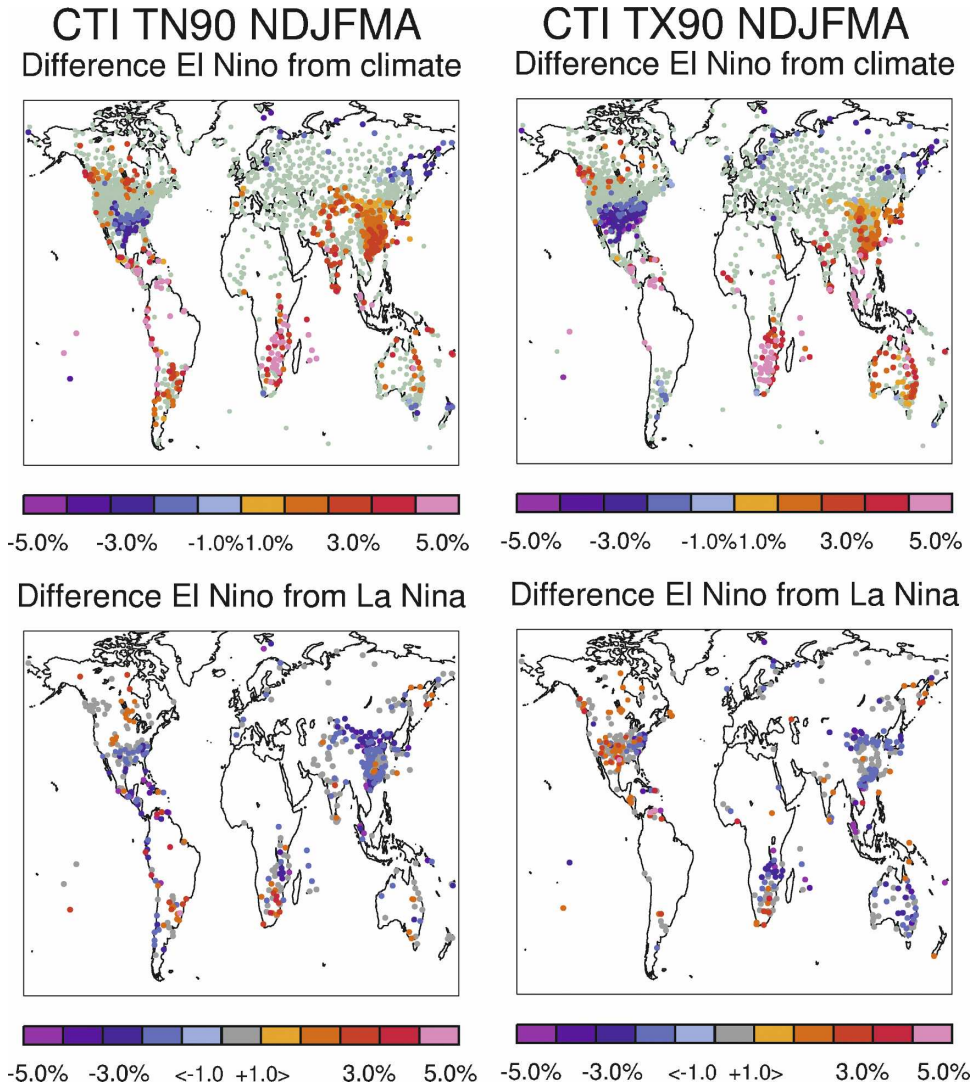 CTI TN90 NDJFMA
Difference El Nino from climate
-5.0% -3.0% -1.0%1.0% 3.0% 5.0%
Difference El Nino from La Nina
-5.0% -3.0% <-1.0 +1.0> 3.0% 5.0%
CTI TX90 NDJFMA
Difference El Nino from climate
-5.0% -3.0% -1.0%1.0% 3.0% 5.0%
Difference El Nino from La Nina
-5.0% -3.0% <-1.0 +1.0> 3.0% 5.0%